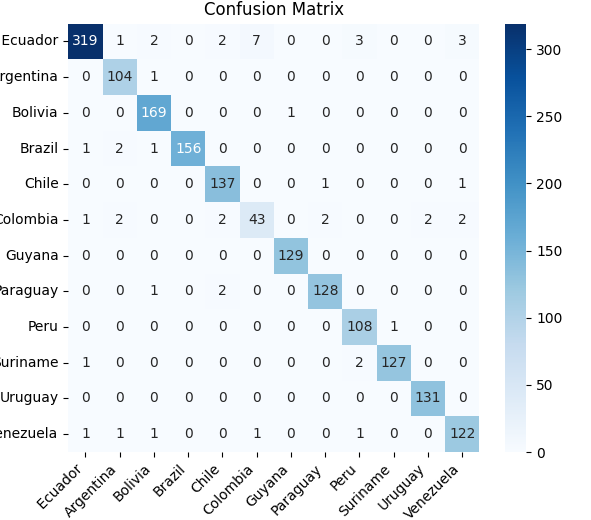 Confusion Matrix
Ecuador 319 1 2 0 2 7 0 0 3 0 0 3
rgentina 0 104 1 0 0 0 0 0 0 0 0 0
Bolivia 0 0 169 0 0 0 1 0 0 0 0 0
Brazil 1 2 1 156 0 0 0 0 0 0 0 0
Chile 0 0 0 0 137 0 0 1 0 0 0 1
Colombia 1 2 0 0 2 43 0 2 0 0 2 2
Guyana 0 0 0 0 0 0 129 0 0 0 0 0
Paraguay 0 0 1 0 2 0 0 128 0 0 0 0
Peru 0 0 0 0 0 0 0 0 108 1 0 0
Suriname 1 0 0 0 0 0 0 0 2 127 0 0
Uruguay 0 0 0 0 0 0 0 0 0 0 131 0
enezuela 1 1 1 0 0 1 0 0 1 0 0 122
Ecuador Argentina Bolivia Brazil Chile Colombia Guyana Paraguay Peru Suriname Uruguay Venezuela
300
250
200
150
100
50
0